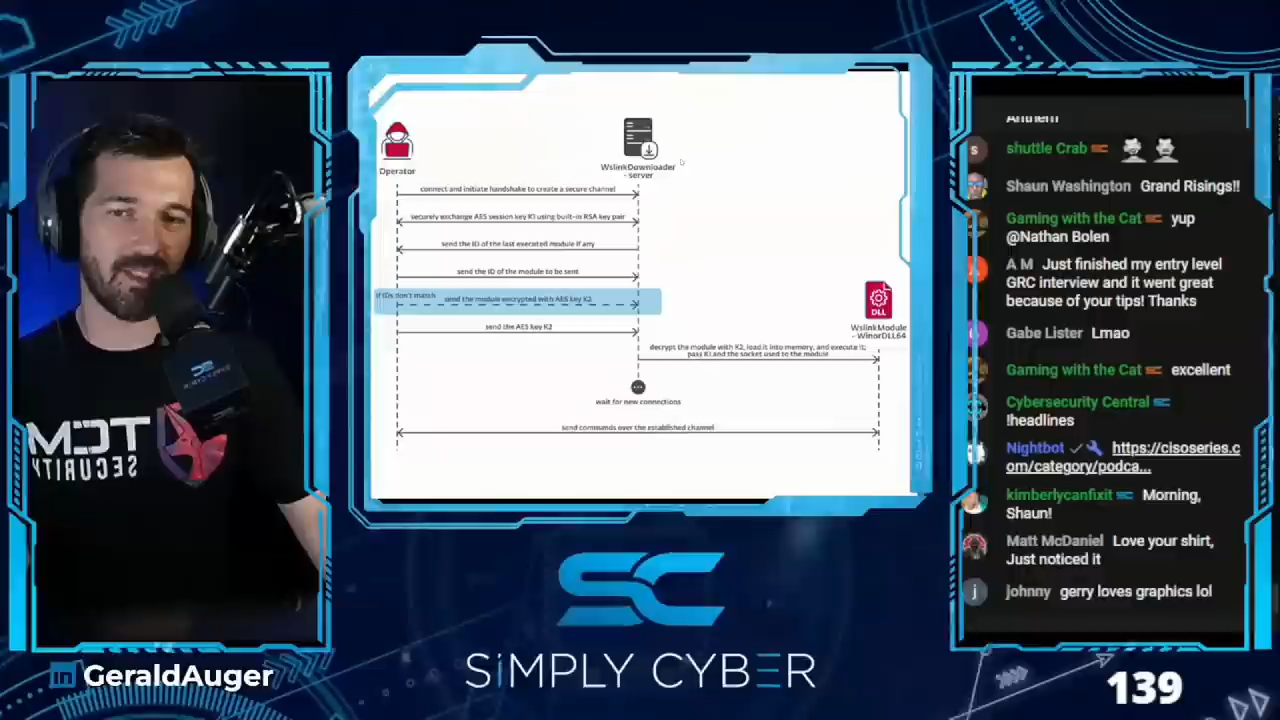 Operator
WslinkDownloader
- server
connect and initiate handshake to create a secure channel
securely exchange AES session key K1 using built-in RSA key pair
send the ID of the last executed module if any
send the ID of the module to be sent
If IDs don't match
send the module encrypted with AES key K2
send the AES key K2
DLL
WslinkModule
- WinorDLL64
decrypt the module with K2, load it into memory, and execute it;
pass K1 and the socket used to the module
wait for new connections
send commands over the established channel
MDT
SECURITY
SIMPLY CYBER
GeraldAuger
SC
SIMPLY CYBER
Anthem
S shuttle Crab
Shaun Washington Grand Risings!!
Gaming with the Cat yup
@Nathan Bolen
A M Just finished my entry level
GRC interview and it went great
because of your tips! Thanks
Gabe Lister Lmao
Gaming with the Cat excellent
Cybersecurity Central
!headlines
Nightbot https://cisoseries.c
om/category/podca...
kimberlycanfixit Morning,
Shaun!
Matt McDaniel Love your shirt,
Just noticed it
j johnny gerry loves graphics lol
139